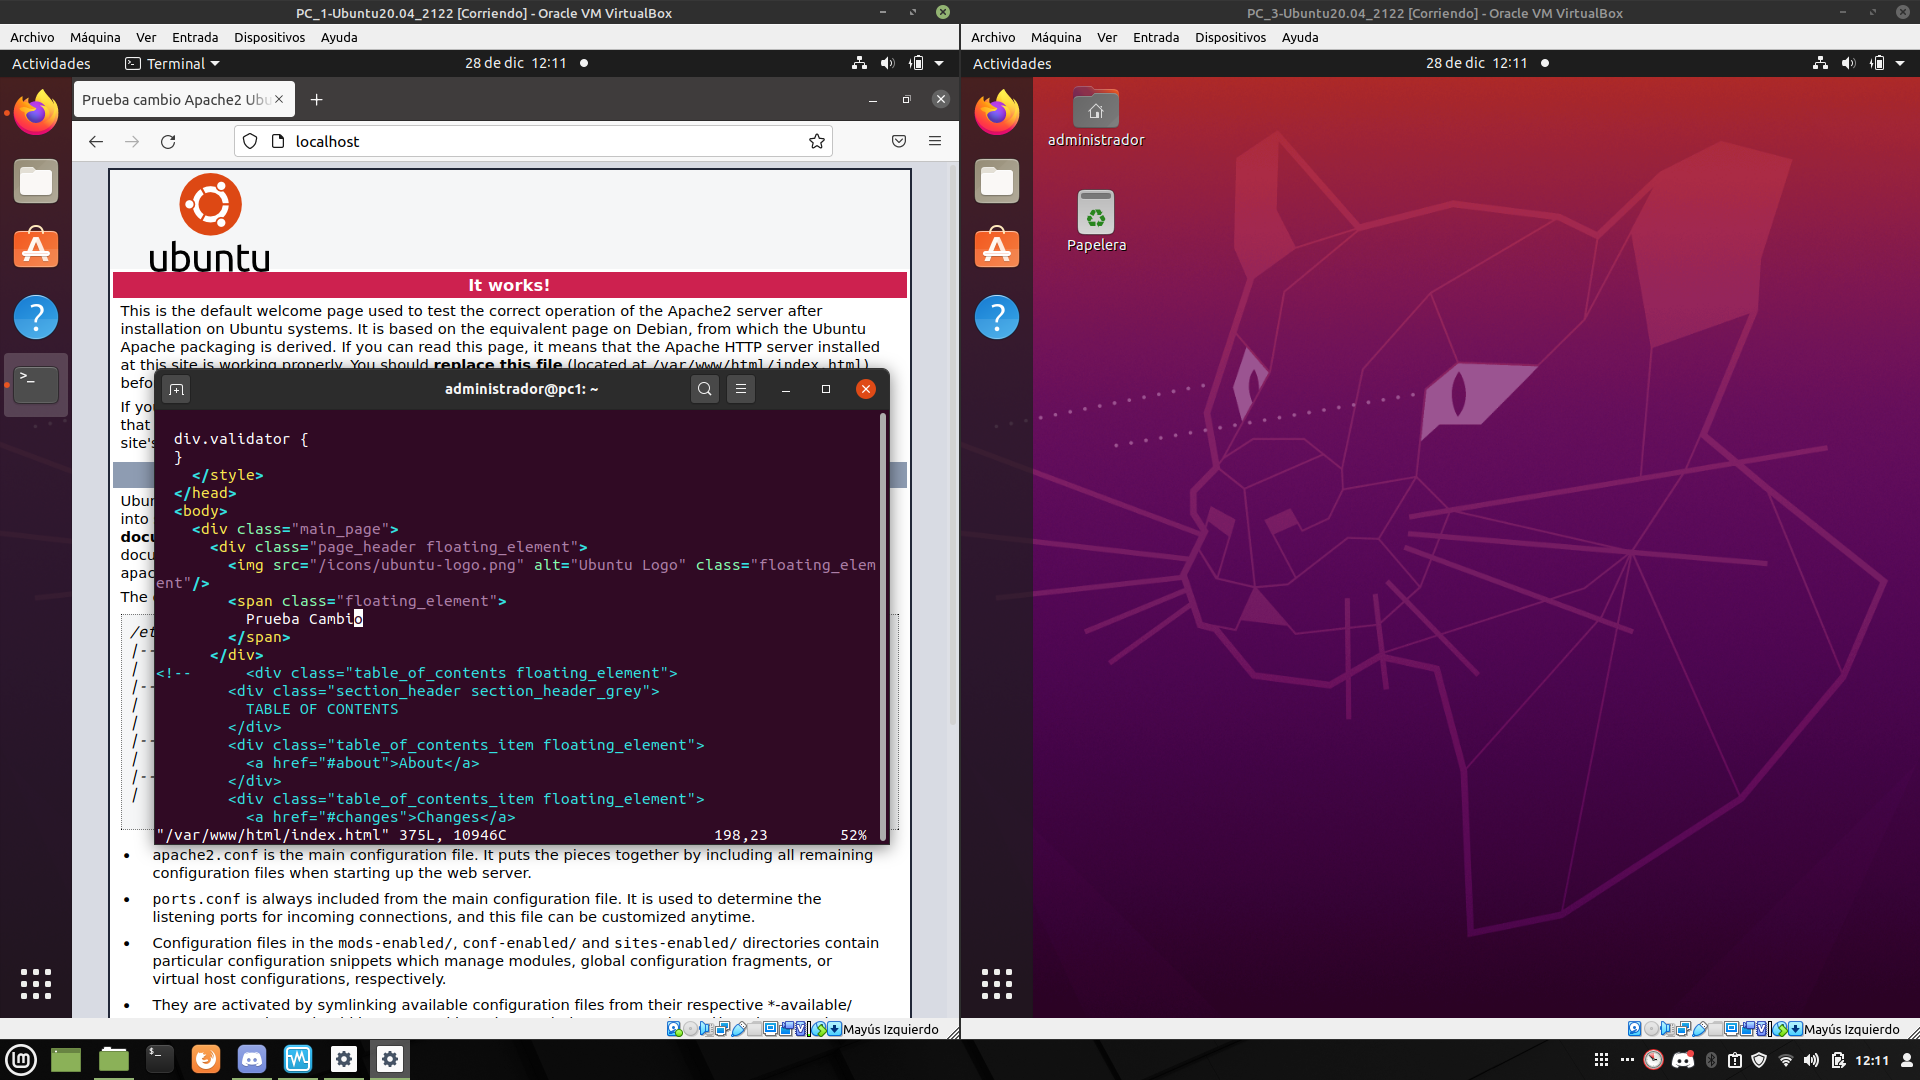 PC_1-Ubuntu20.04_2122 [Corriendo] - Oracle VM VirtualBox
Archivo Máquina Ver Entrada Dispositivos Ayuda
Actividades Terminal 28 de dic 12:11
Prueba cambio Apache2 Ubu
localhost
ubuntu
It works!
This is the default welcome page used to test the correct operation of the Apache2 server after
installation on Ubuntu systems. It is based on the equivalent page on Debian, from which the Ubuntu
Apache packaging is derived. If you can read this page, it means that the Apache HTTP server installed
at this site is working properly. You should replace this file (located at /var/www/html/index.html)
befo
If yo
that
site's
Ubun
into
docu
docu
apac
The
/et
|--
|
|--
|
|
|--
|
|--
|
administrador@pc1: ~
div.validator {
}
</style>
</head>
<body>
<div class="main_page">
<div class="page_header floating_element">
<img src="/icons/ubuntu-logo.png" alt="Ubuntu Logo" class="floating_elem
ent"/>
<span class="floating_element">
Prueba Cambio
</span>
</div>
<!-- <div class="table_of_contents floating_element">
<div class="section_header section_header_grey">
TABLE OF CONTENTS
</div>
<div class="table_of_contents_item floating_element">
<a href="#about">About</a>
</div>
<div class="table_of_contents_item floating_element">
<a href="#changes">Changes</a>
"/var/www/html/index.html" 375L, 10946C 198,23 52%
• apache2.conf is the main configuration file. It puts the pieces together by including all remaining
configuration files when starting up the web server.
• ports.conf is always included from the main configuration file. It is used to determine the
listening ports for incoming connections, and this file can be customized anytime.
• Configuration files in the mods-enabled/, conf-enabled/ and sites-enabled/ directories contain
particular configuration snippets which manage modules, global configuration fragments, or
virtual host configurations, respectively.
• They are activated by symlinking available configuration files from their respective *-available/
Mayús Izquierdo
PC_3-Ubuntu20.04_2122 [Corriendo] - Oracle VM VirtualBox
Archivo Máquina Ver Entrada Dispositivos Ayuda
Actividades 28 de dic 12:11
administrador
Papelera
Mayús Izquierdo
12:11